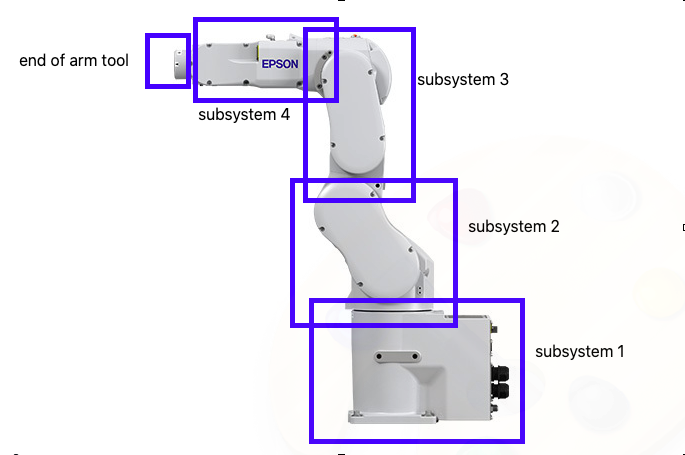 end of arm tool
EPSON
subsystem 3
subsystem 4
subsystem 2
subsystem 1